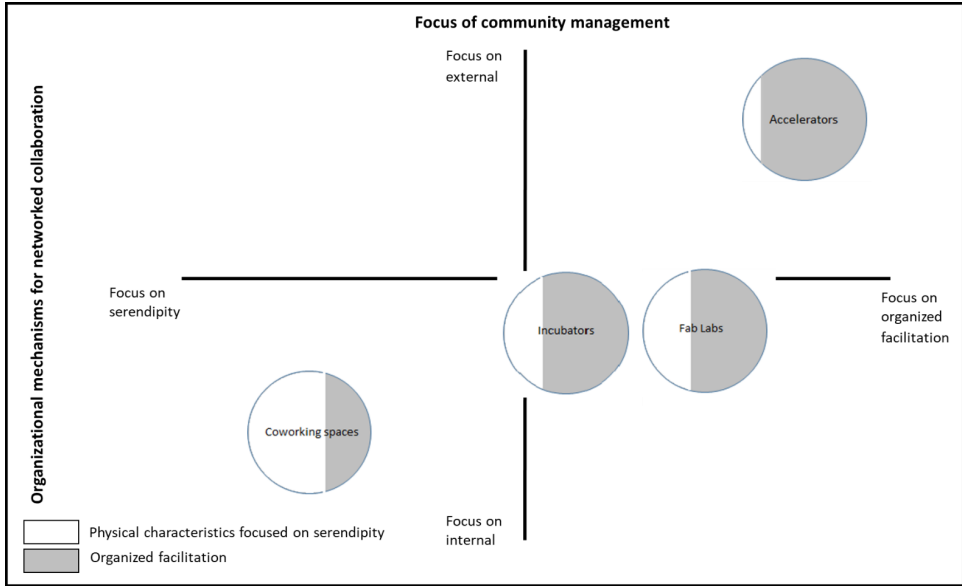 Focus of community management
Focus on
external
Organizational mechanisms for networked collaboration
Accelerators
Focus on
serendipity
Focus on
organized
facilitation
Incubators
Fab Labs
Coworking spaces
Focus on
internal
Physical characteristics focused on serendipity
Organized facilitation